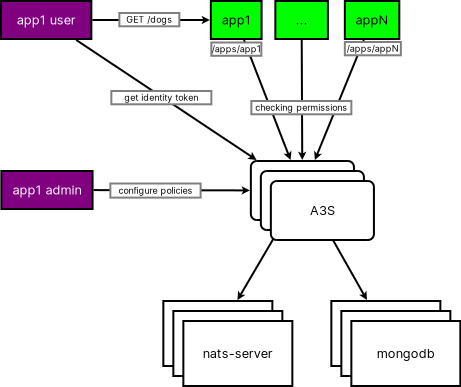 app1 user
GET /dogs
app1
...
appN
/apps/app1
/apps/appN
get identity token
checking permissions
app1 admin
configure policies
A3S
nats-server
mongodb